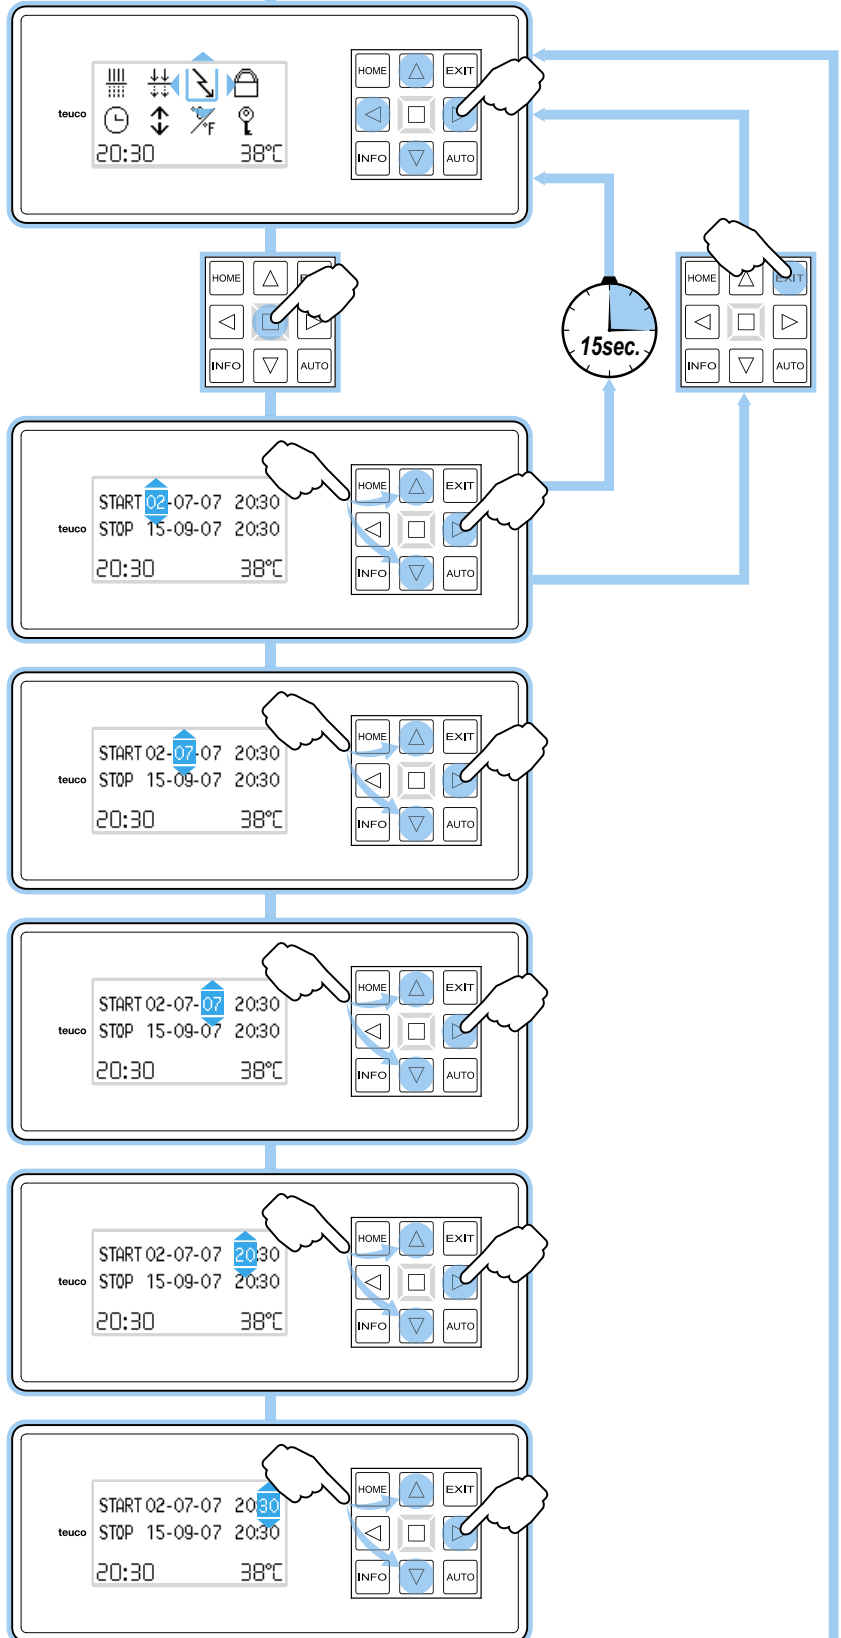 HOME EXIT
teuco
°C
°F
20:30 38°C
INFO AUTO
HOME
INFO AUTO
15sec.
HOME EXIT
INFO AUTO
HOME EXIT
START 02-07-07 20:30
teuco STOP 15-09-07 20:30
20:30 38°C
INFO AUTO
HOME EXIT
START 02-07-07 20:30
teuco STOP 15-09-07 20:30
20:30 38°C
INFO AUTO
HOME EXIT
START 02-07-07 20:30
teuco STOP 15-09-07 20:30
20:30 38°C
INFO AUTO
HOME EXIT
START 02-07-07 20:30
teuco STOP 15-09-07 20:30
20:30 38°C
INFO AUTO
HOME EXIT
START 02-07-07 20:30
teuco STOP 15-09-07 20:30
20:30 38°C
INFO AUTO